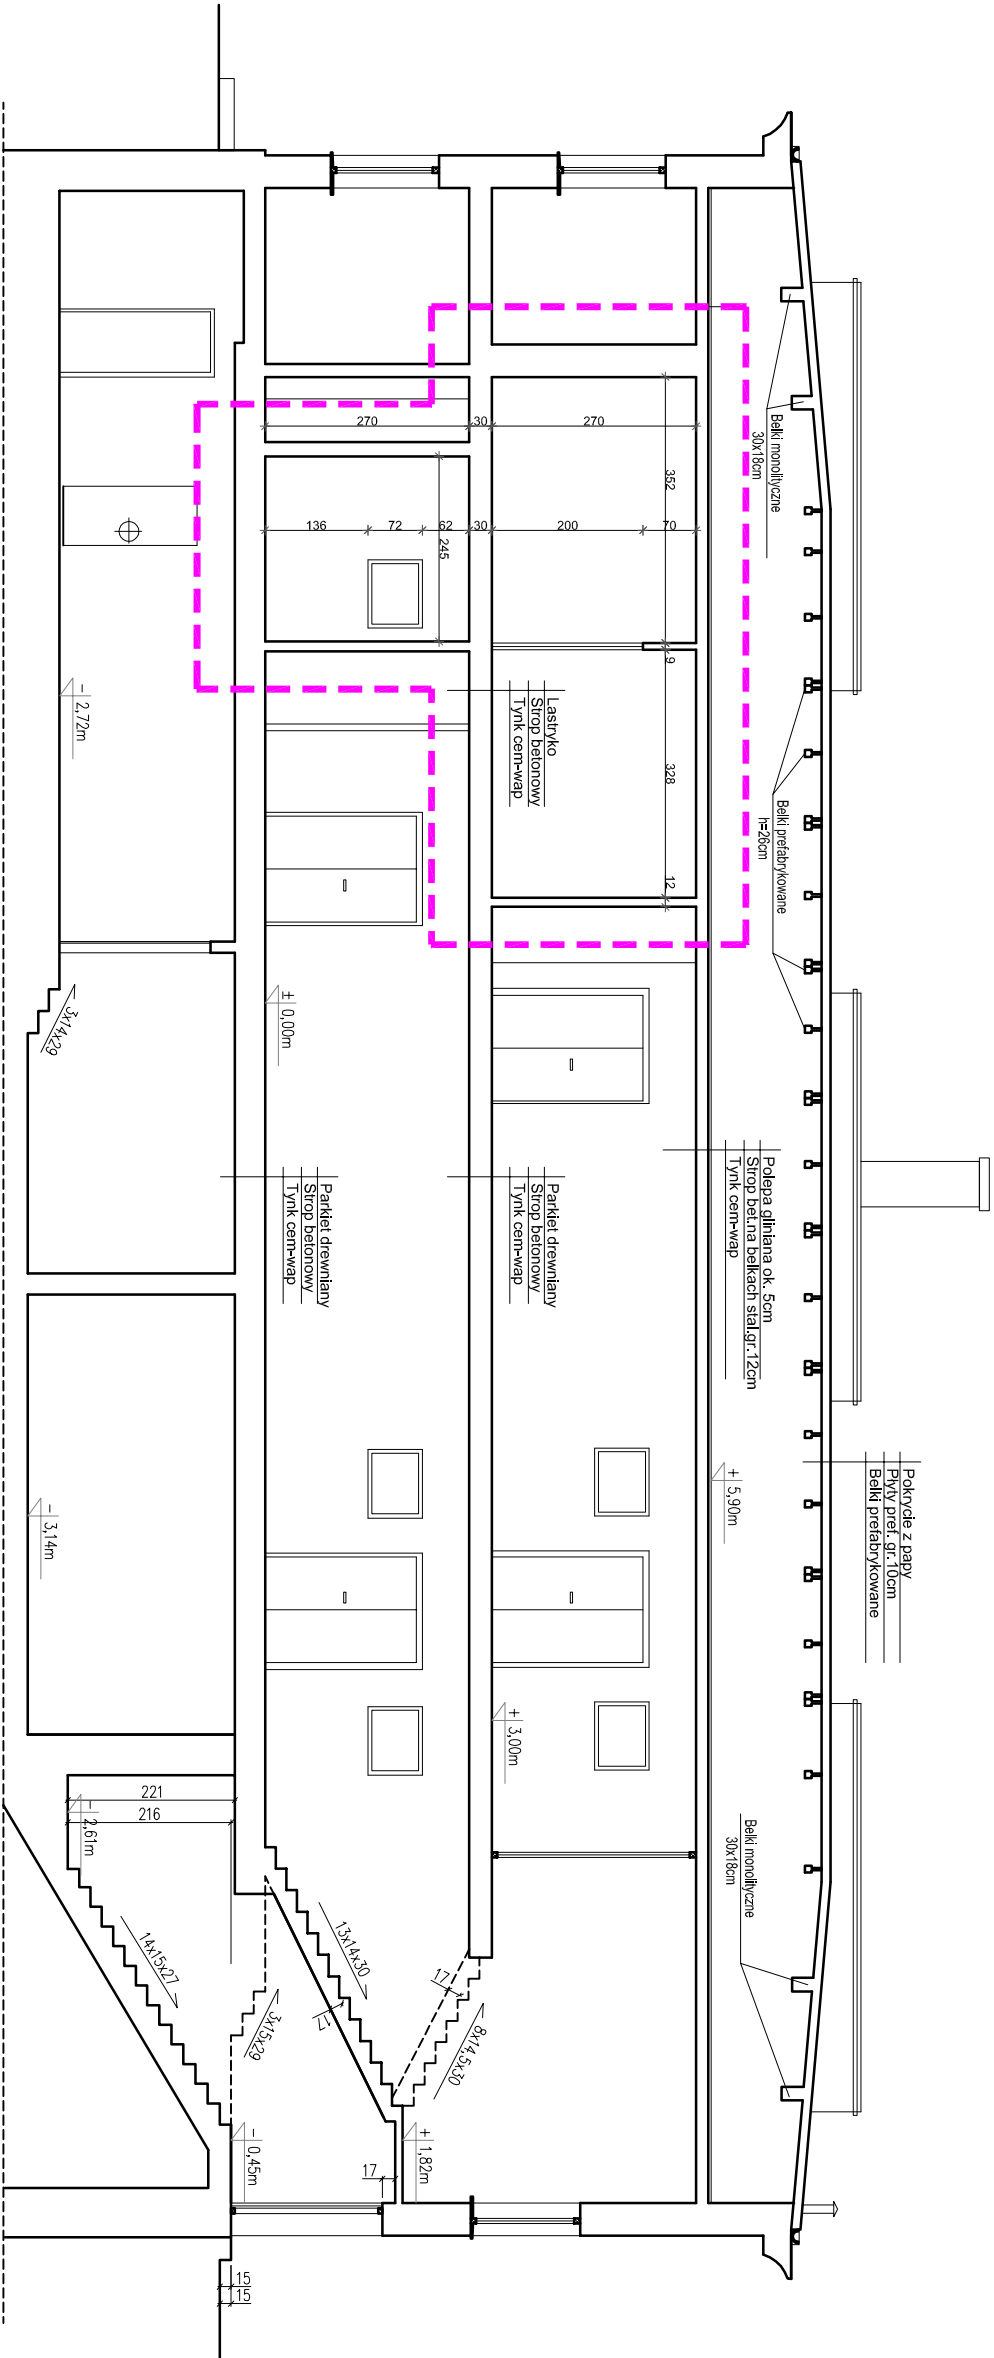 Pokrycie z papy
Płyty pref. gr.10cm
Belki prefabrykowane
Belki monolityczne
30x18cm
Belki prefabrykowane
h=26cm
Belki monolityczne
30x18cm
Polepa gliniana ok. 5cm
Strop bet.na belkach stal.gr.12cm
Tynk cem-wap
+ 5,90m
352
9
328
12
270
70
200
30
30
Lastryko
Strop betonowy
Tynk cem-wap
Parkiet drewniany
Strop betonowy
Tynk cem-wap
+ 3,00m
270
62
72
136
245
± 0,00m
Parkiet drewniany
Strop betonowy
Tynk cem-wap
8x14,5x30
17
13x14x30
17
+ 1,82m
17
- 2,72m
3x14x29
- 3,14m
221
216
- 2,61m
14x15x27
3x15x29
- 0,45m
15
15